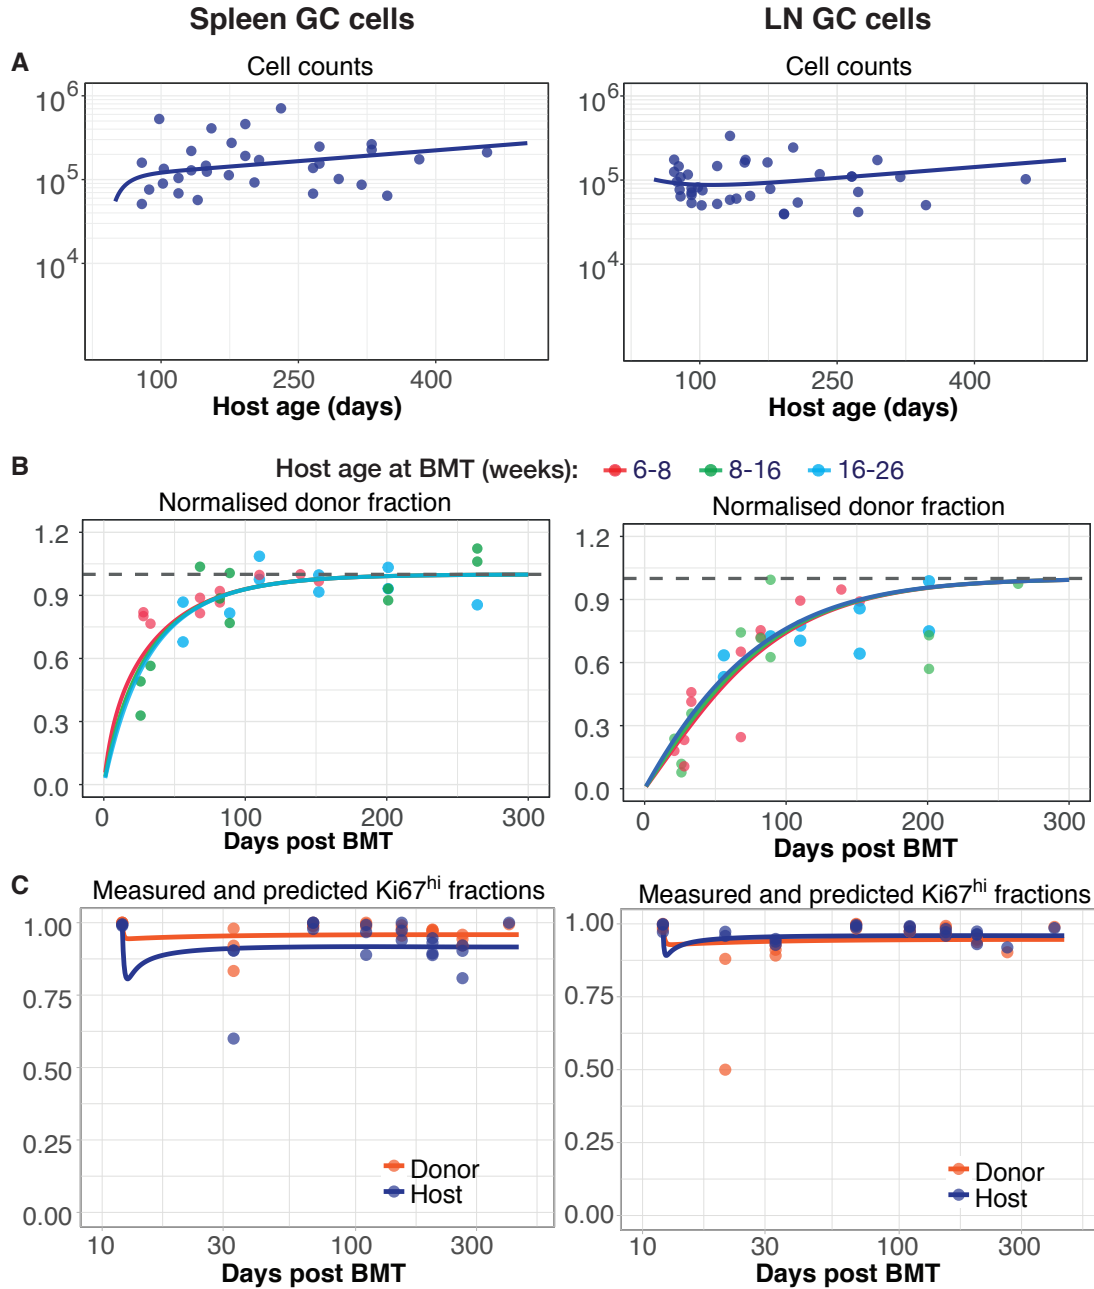 Spleen GC cells
LN GC cells
A
Cell counts
10^6
10^5
10^4
100 250 400
Host age (days)
Cell counts
10^6
10^5
10^4
100 250 400
Host age (days)
B
Host age at BMT (weeks): 6-8 8-16 16-26
Normalised donor fraction
1.2
0.9
0.6
0.3
0.0
0 100 200 300
Days post BMT
Normalised donor fraction
1.2
0.9
0.6
0.3
0.0
0 100 200 300
Days post BMT
C
Measured and predicted Ki67^hi fractions
1.00
0.75
0.50
0.25
0.00
Donor
Host
10 30 100 300
Days post BMT
Measured and predicted Ki67^hi fractions
1.00
0.75
0.50
0.25
0.00
Donor
Host
10 30 100 300
Days post BMT